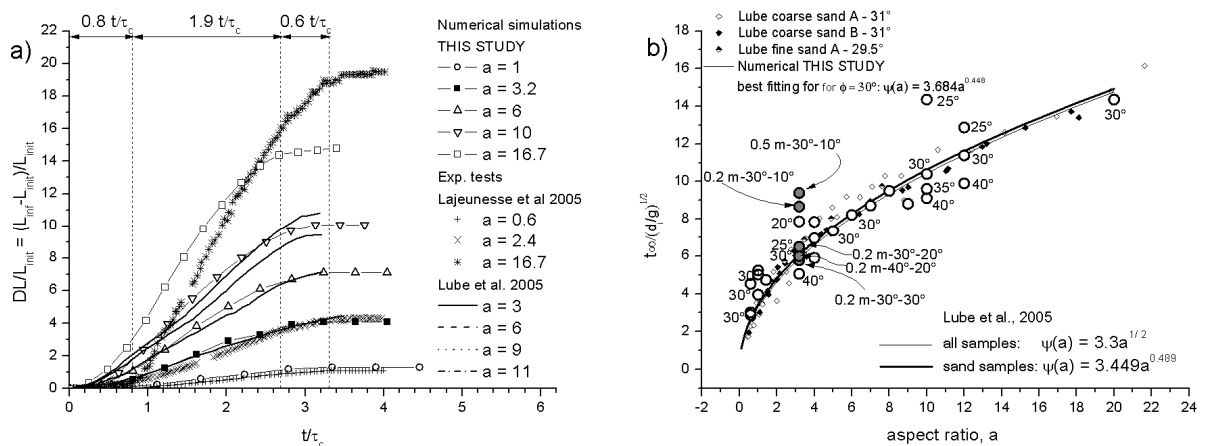 a)
0.8 t/τc
1.9 t/τc
0.6 t/τc
22
20
18
16
14
12
10
8
6
4
2
0
DL/Linit = (Linf-Linit)/Linit
0 1 2 3 4 5 6
t/τc
Numerical simulations
THIS STUDY
a = 1
a = 3.2
a = 6
a = 10
a = 16.7
Exp. tests
Lajeunesse et al 2005
a = 0.6
a = 2.4
a = 16.7
Lube et al. 2005
a = 3
a = 6
a = 9
a = 11
b)
Lube coarse sand A - 31°
Lube coarse sand B - 31°
Lube fine sand A - 29.5°
Numerical THIS STUDY
best fitting for for ϕ = 30°: ψ(a) = 3.684a^0.448
18
16
14
12
10
8
6
4
2
0
t∞/(di/g)^1/2
25°
30°
0.5 m-30°-10°
25°
0.2 m-30°-10°
30°
30°
20°
35°
40°
40°
25°
30°
30°
30°
0.2 m-30°-20°
0.2 m-40°-20°
30°
30°
40°
0.2 m-30°-30°
30°
Lube et al., 2005
all samples: ψ(a) = 3.3a^1/2
sand samples: ψ(a) = 3.449a^0.489
-2 0 2 4 6 8 10 12 14 16 18 20 22 24
aspect ratio, a